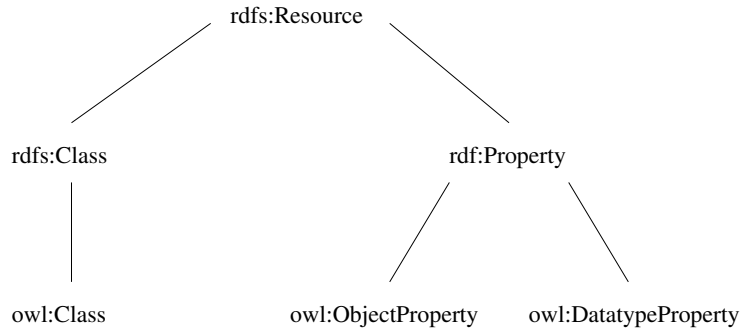 rdfs:Resource
rdfs:Class
rdf:Property
owl:Class
owl:ObjectProperty
owl:DatatypeProperty